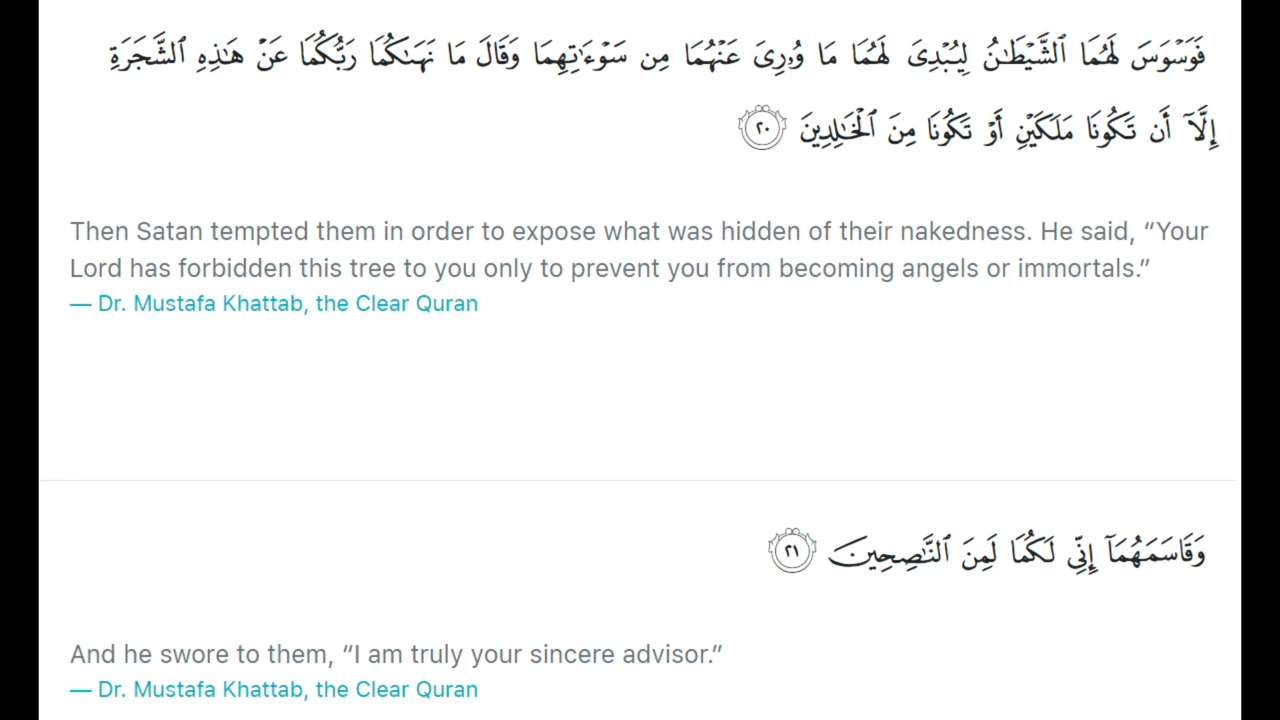 فَوَسْوَسَ لَهُمَا ٱلشَّيْطَـٰنُ لِيُبْدِىَ لَهُمَا مَا وُۥرِىَ عَنْهُمَا مِن سَوْءَٰتِهِمَا وَقَالَ مَا نَهَىٰكُمَا رَبُّكُمَا عَنْ هَـٰذِهِ ٱلشَّجَرَةِ
إِلَّآ أَن تَكُونَا مَلَكَيْنِ أَوْ تَكُونَا مِنَ ٱلْخَـٰلِدِينَ ٢٠
Then Satan tempted them in order to expose what was hidden of their nakedness. He said, “Your
Lord has forbidden this tree to you only to prevent you from becoming angels or immortals.”
— Dr. Mustafa Khattab, the Clear Quran
وَقَاسَمَهُمَآ إِنِّى لَكُمَا لَمِنَ ٱلنَّـٰصِحِينَ ٢١
And he swore to them, “I am truly your sincere advisor.”
— Dr. Mustafa Khattab, the Clear Quran